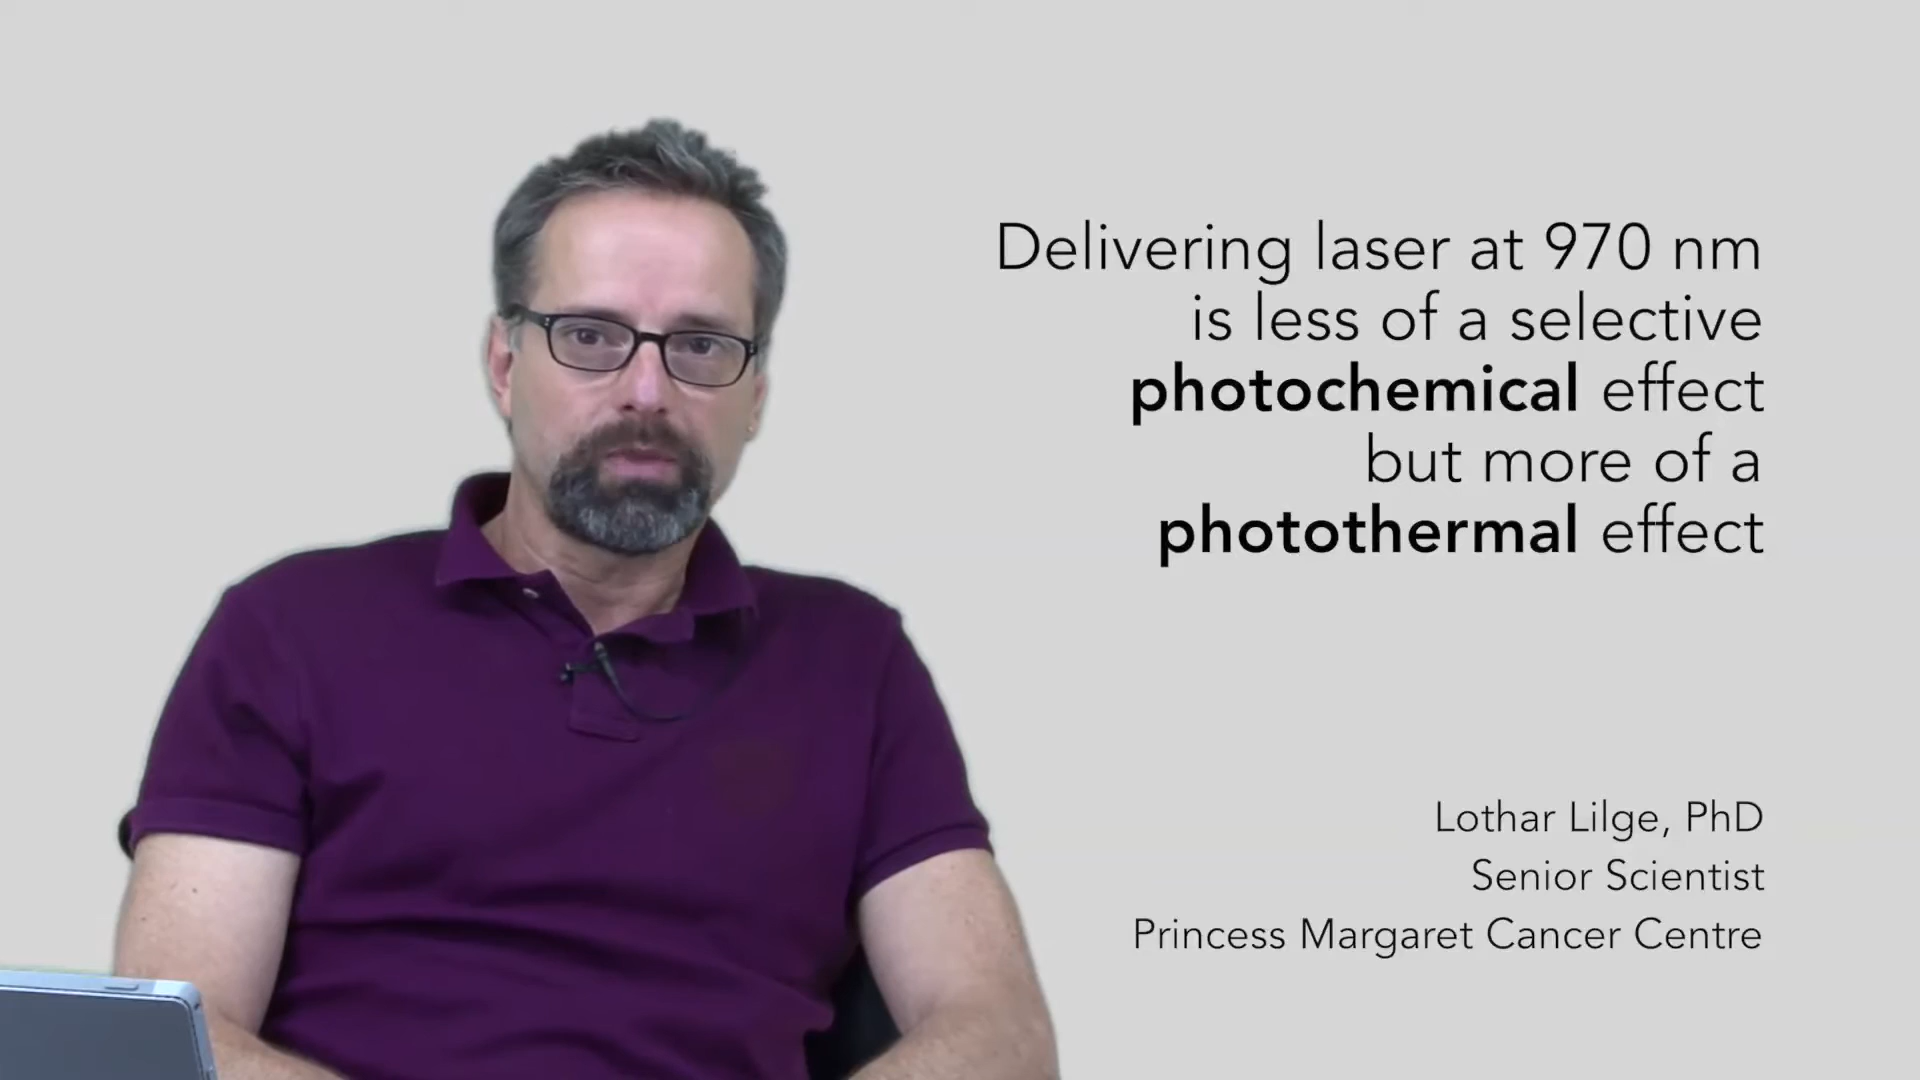 Delivering laser at 970 nm
is less of a selective
photochemical effect
but more of a
photothermal effect
Lothar Lilge, PhD
Senior Scientist
Princess Margaret Cancer Centre